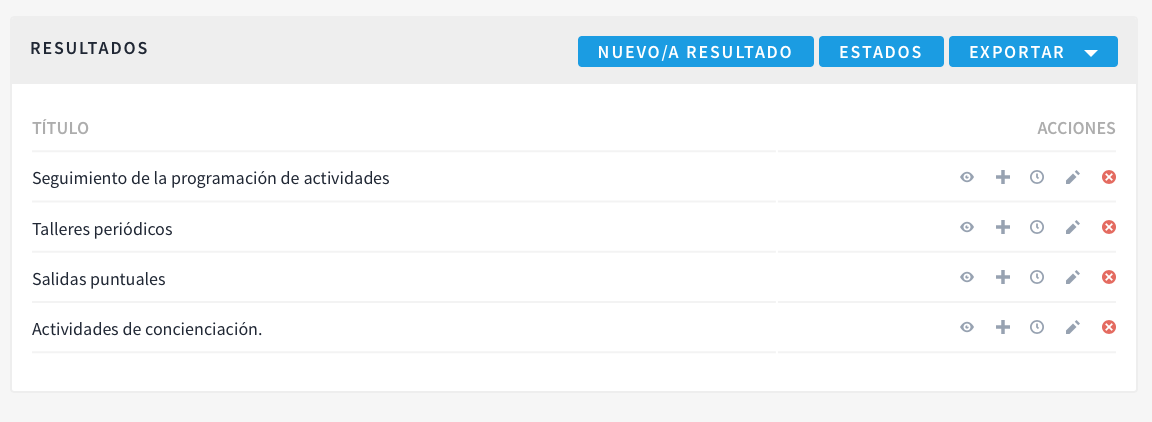 RESULTADOS
NUEVO/A RESULTADO
ESTADOS
EXPORTAR
TÍTULO
ACCIONES
Seguimiento de la programación de actividades
Talleres periódicos
Salidas puntuales
Actividades de concienciación.